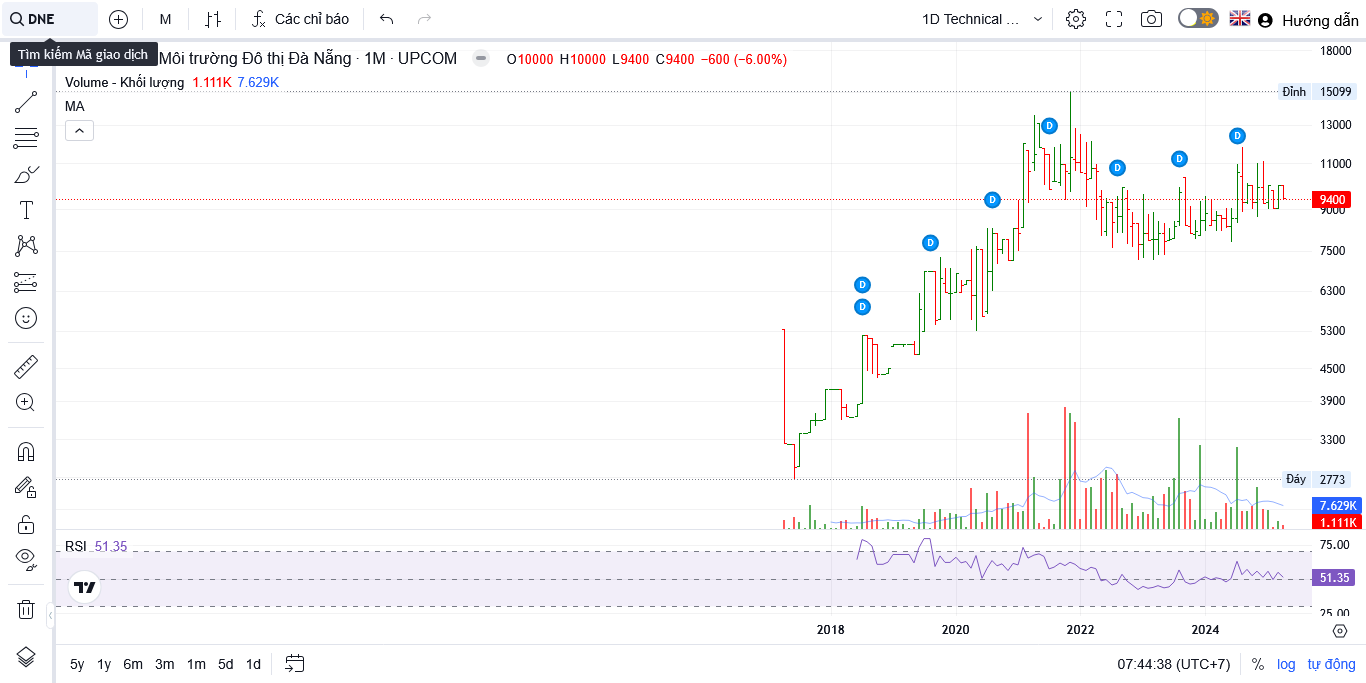 DNE
M
Các chỉ báo
1D Technical ...
Hướng dẫn
Tìm kiếm Mã giao dịch
Môi trường Đô thị Đà Nẵng · 1M · UPCOM
O10000 H10000 L9400 C9400 −600 (−6.00%)
Volume - Khối lượng 1.111K 7.629K
MA
18000
Đỉnh 15099
13000
11000
9400
9000
7500
6300
5300
4500
3900
3300
Đáy 2773
7.629K
1.111K
D
D
D
D
D
D
D
D
RSI 51.35
75.00
51.35
25.00
2018 2020 2022 2024
5y 1y 6m 3m 1m 5d 1d
07:44:38 (UTC+7) % log tự động